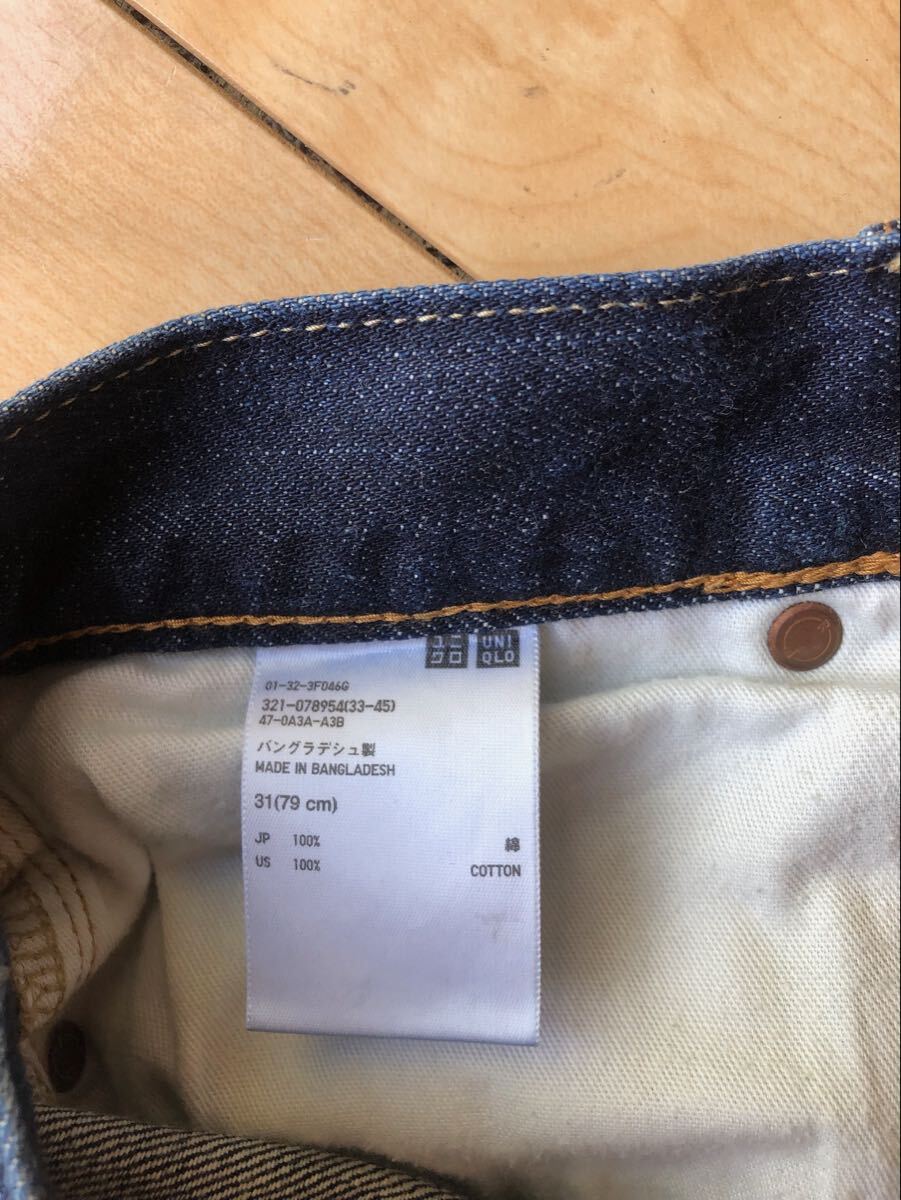 ユニ UNI
クロ QLO
01-32-3F046G
321-078954(33-45)
47-0A3A-A3B
バングラデシュ製
MADE IN BANGLADESH
31(79 cm)
JP 100% 綿
US 100% COTTON